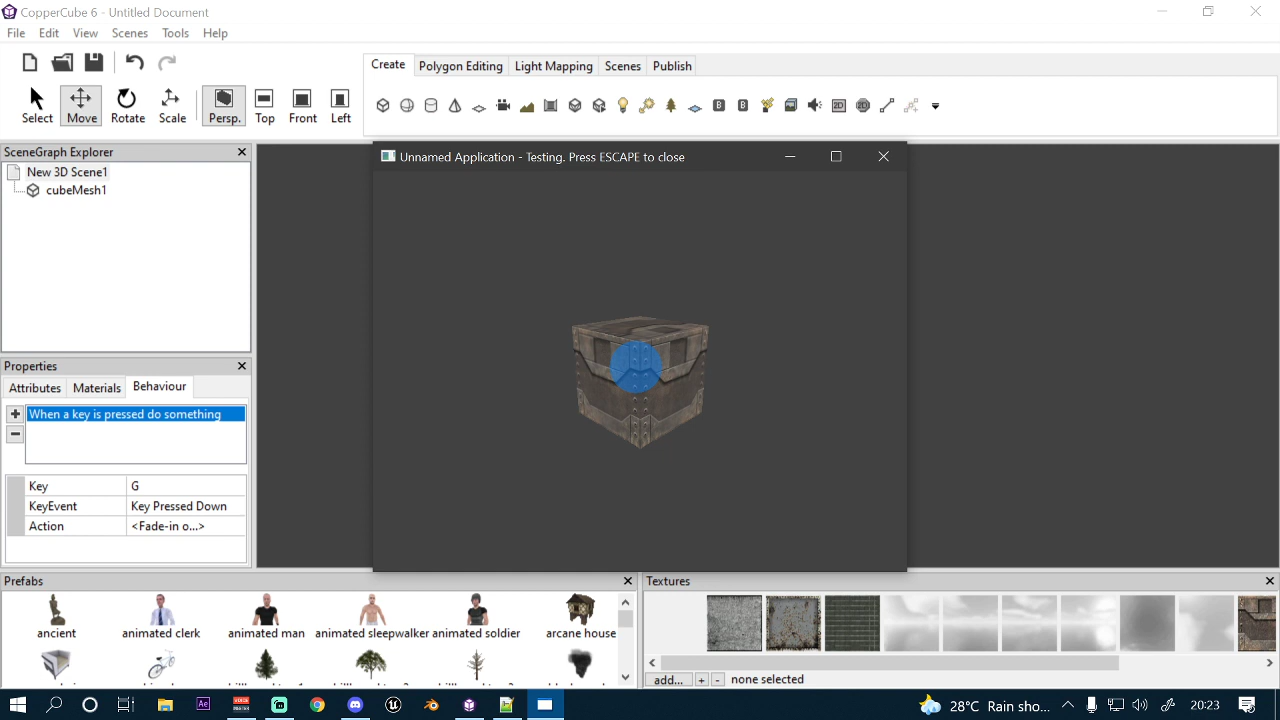 CopperCube 6 - Untitled Document
File Edit View Scenes Tools Help
Create Polygon Editing Light Mapping Scenes Publish
Select Move Rotate Scale Persp. Top Front Left
B B 2D 2D
SceneGraph Explorer
New 3D Scene1
cubeMesh1
Unnamed Application - Testing. Press ESCAPE to close
Properties
Attributes Materials Behaviour
When a key is pressed do something
Key G
KeyEvent Key Pressed Down
Action <Fade-in o...>
Prefabs
ancient animated clerk animated man animated sleepwalker animated soldier arcane house
Textures
add... + - none selected
Ae
28°C Rain sho... 20:23